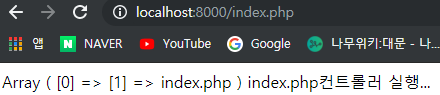 localhost:8000/index.php
앱 NAVER YouTube Google 나무위키:대문 - 나...
Array ( [0] => [1] => index.php ) index.php컨트롤러 실행...